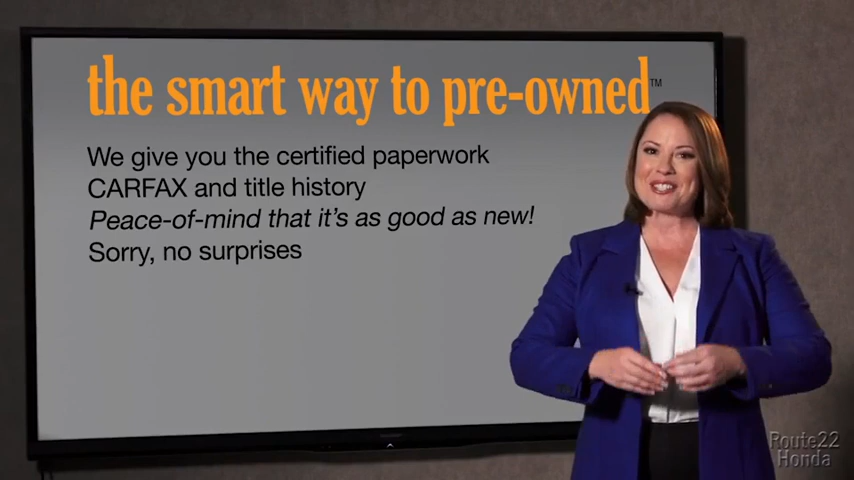 the smart way to pre-owned™
We give you the certified paperwork
CARFAX and title history
Peace-of-mind that it's as good as new!
Sorry, no surprises
Route22
Honda